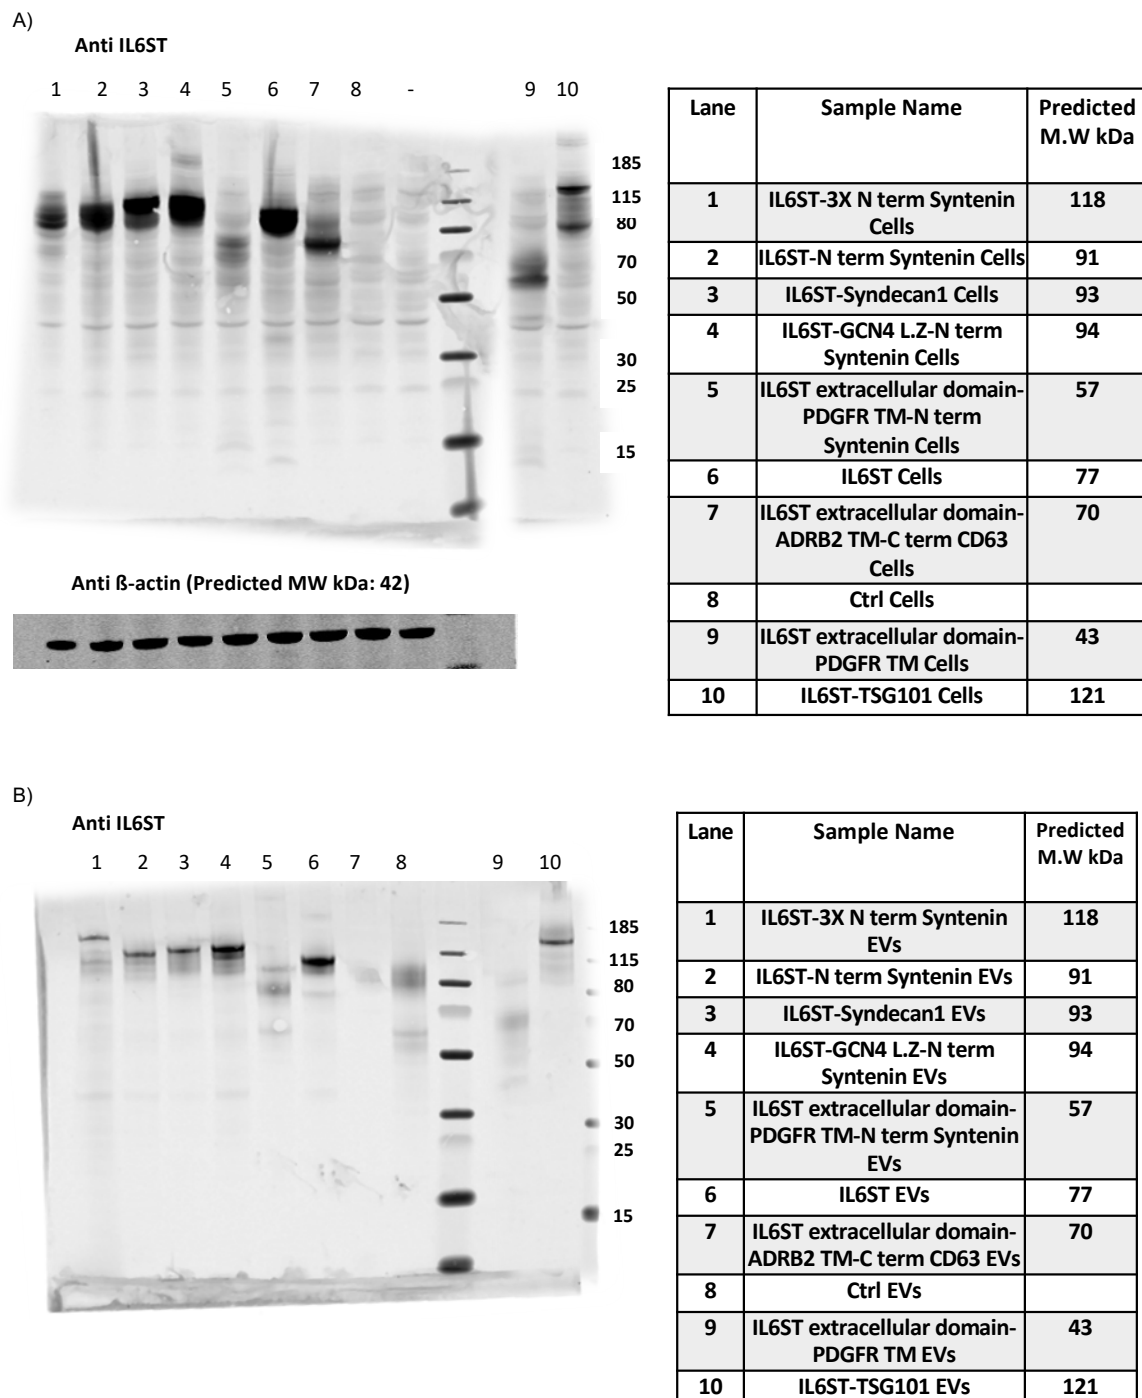 A)
Anti IL6ST
1 2 3 4 5 6 7 8 - 9 10
185
115
80
70
50
30
25
15
Anti ß-actin (Predicted MW kDa: 42)
Lane Sample Name Predicted
M.W kDa
1 IL6ST-3X N term Syntenin 118
Cells
2 IL6ST-N term Syntenin Cells 91
3 IL6ST-Syndecan1 Cells 93
4 IL6ST-GCN4 L.Z-N term 94
Syntenin Cells
5 IL6ST extracellular domain- 57
PDGFR TM-N term
Syntenin Cells
6 IL6ST Cells 77
7 IL6ST extracellular domain- 70
ADRB2 TM-C term CD63
Cells
8 Ctrl Cells
9 IL6ST extracellular domain- 43
PDGFR TM Cells
10 IL6ST-TSG101 Cells 121
B)
Anti IL6ST
1 2 3 4 5 6 7 8 9 10
185
115
80
70
50
30
25
15
Lane Sample Name Predicted
M.W kDa
1 IL6ST-3X N term Syntenin 118
EVs
2 IL6ST-N term Syntenin EVs 91
3 IL6ST-Syndecan1 EVs 93
4 IL6ST-GCN4 L.Z-N term 94
Syntenin EVs
5 IL6ST extracellular domain- 57
PDGFR TM-N term Syntenin
EVs
6 IL6ST EVs 77
7 IL6ST extracellular domain- 70
ADRB2 TM-C term CD63 EVs
8 Ctrl EVs
9 IL6ST extracellular domain- 43
PDGFR TM EVs
10 IL6ST-TSG101 EVs 121